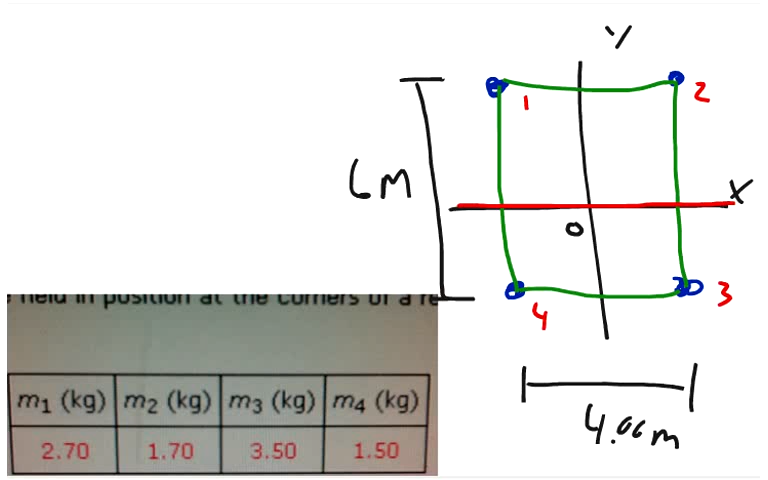 Y
1
2
6M
X
0
4
3
held in position at the corners of a re
4.00m
m1 (kg) m2 (kg) m3 (kg) m4 (kg)
2.70 1.70 3.50 1.50